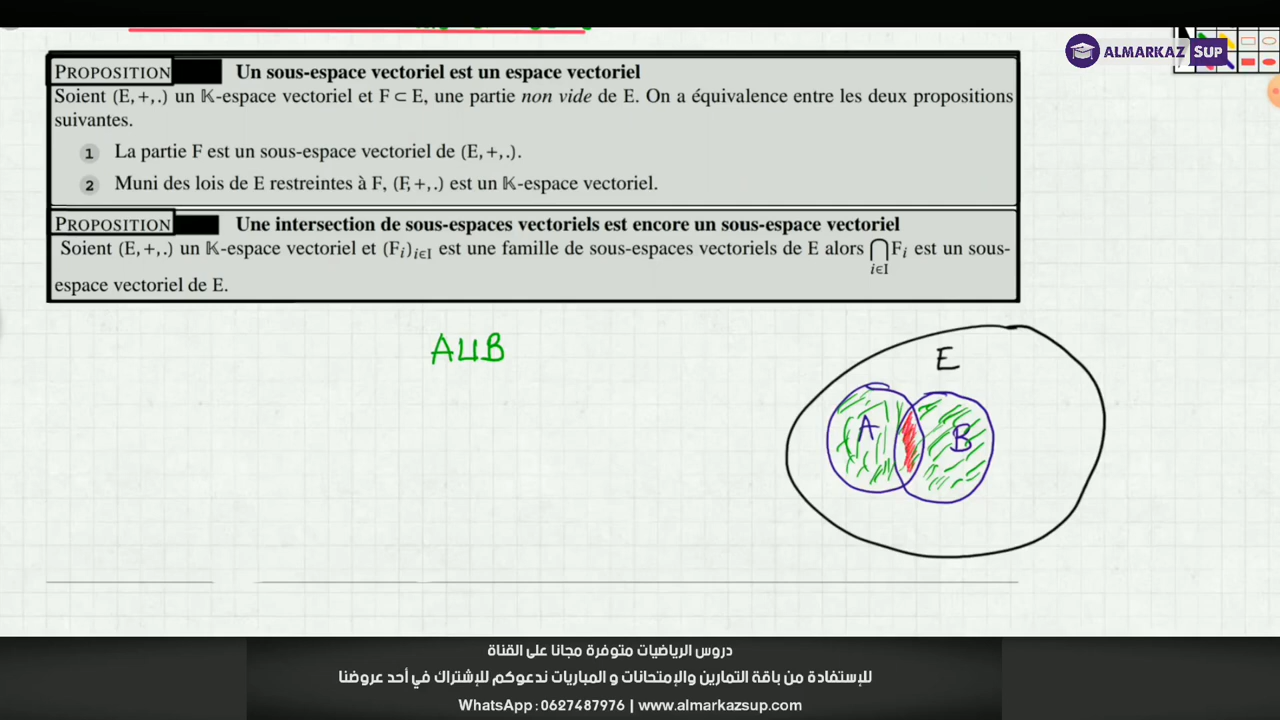 ALMARKAZ SUP
PROPOSITION Un sous-espace vectoriel est un espace vectoriel
Soient (E,+,.) un 𝕂-espace vectoriel et F ⊂ E, une partie non vide de E. On a équivalence entre les deux propositions
suivantes.
1 La partie F est un sous-espace vectoriel de (E,+,.).
2 Muni des lois de E restreintes à F, (F,+,.) est un 𝕂-espace vectoriel.
PROPOSITION Une intersection de sous-espaces vectoriels est encore un sous-espace vectoriel
Soient (E,+,.) un 𝕂-espace vectoriel et (Fi)i∈I est une famille de sous-espaces vectoriels de E alors ⋂ Fi est un sous-
i∈I
espace vectoriel de E.
A∪B
E
A B
دروس الرياضيات متوفرة مجانا على القناة
للإستفادة من باقة التمارين والإمتحانات و المباريات ندعوكم للإشتراك في أحد عروضنا
WhatsApp : 0627487976 | www.almarkazsup.com